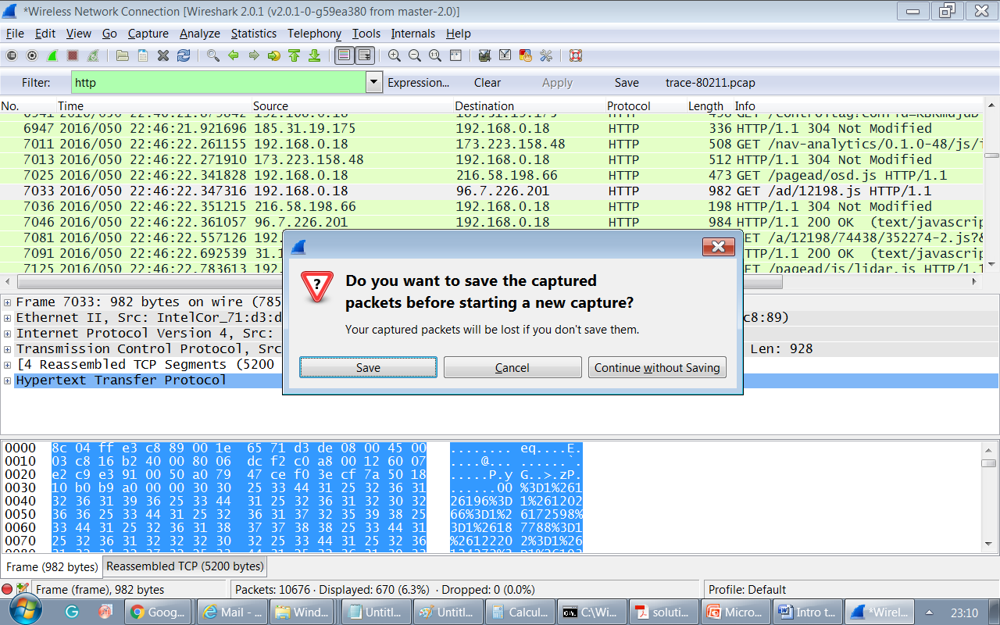 *Wireless Network Connection [Wireshark 2.0.1 (v2.0.1-0-g59ea380 from master-2.0)]
File Edit View Go Capture Analyze Statistics Telephony Tools Internals Help
Filter: http Expression... Clear Apply Save trace-80211.pcap
No. Time Source Destination Protocol Length Info
6947 2016/050 22:46:21.921696 185.31.19.175 192.168.0.18 HTTP 336 HTTP/1.1 304 Not Modified
7011 2016/050 22:46:22.261155 192.168.0.18 173.223.158.48 HTTP 508 GET /nav-analytics/0.1.0-48/js/i
7013 2016/050 22:46:22.271910 173.223.158.48 192.168.0.18 HTTP 512 HTTP/1.1 304 Not Modified
7025 2016/050 22:46:22.341828 192.168.0.18 216.58.198.66 HTTP 473 GET /pagead/osd.js HTTP/1.1
7033 2016/050 22:46:22.347316 192.168.0.18 96.7.226.201 HTTP 982 GET /ad/12198.js HTTP/1.1
7036 2016/050 22:46:22.351215 216.58.198.66 192.168.0.18 HTTP 198 HTTP/1.1 304 Not Modified
7046 2016/050 22:46:22.361057 96.7.226.201 192.168.0.18 HTTP 984 HTTP/1.1 200 OK (text/javascrip
7081 2016/050 22:46:22.557126 192. ET /a/12198/74438/352274-2.js?&
7091 2016/050 22:46:22.692539 31.1 TTP/1.1 200 OK (text/javascrip
7125 2016/050 22:46:22.783613 192. ET /pagead/js/lidar.js HTTP/1.1
Do you want to save the captured
packets before starting a new capture?
Your captured packets will be lost if you don't save them.
Save Cancel Continue without Saving
Frame 7033: 982 bytes on wire (785
Ethernet II, Src: IntelCor_71:d3:d c8:89)
Internet Protocol Version 4, Src:
Transmission Control Protocol, Src Len: 928
[4 Reassembled TCP Segments (5200
Hypertext Transfer Protocol
0000 8c 04 ff e3 c8 89 00 1e 65 71 d3 de 08 00 45 00 ........ eq....E.
0010 03 c8 16 b2 40 00 80 06 dc f2 c0 a8 00 12 60 07 ....@... ......`.
0020 e2 c9 e3 91 00 50 a0 79 47 ce f0 3e cf 7a 50 18 .....P.y G..>.zP.
0030 10 b0 b9 a0 00 00 30 30 25 33 44 31 25 32 36 31 ......00 %3D1%261
0040 32 36 31 39 36 25 33 44 31 25 32 36 31 32 30 32 26196%3D 1%261202
0050 36 36 25 33 44 31 25 32 36 31 37 32 35 39 38 25 66%3D1%2 6172598%
0060 33 44 31 25 32 36 31 38 37 37 38 38 25 33 44 31 3D1%2618 7788%3D1
0070 25 32 36 31 32 32 32 30 32 25 33 44 31 25 32 36 %2612220 2%3D1%26
Frame (982 bytes) Reassembled TCP (5200 bytes)
Frame (frame), 982 bytes Packets: 10676 · Displayed: 670 (6.3%) · Dropped: 0 (0.0%) Profile: Default
Goog... Mail - ... Wind... Untitl... Untitl... Calcul... C:\Wi... soluti... Micro... Intro t... *Wirel... 23:10